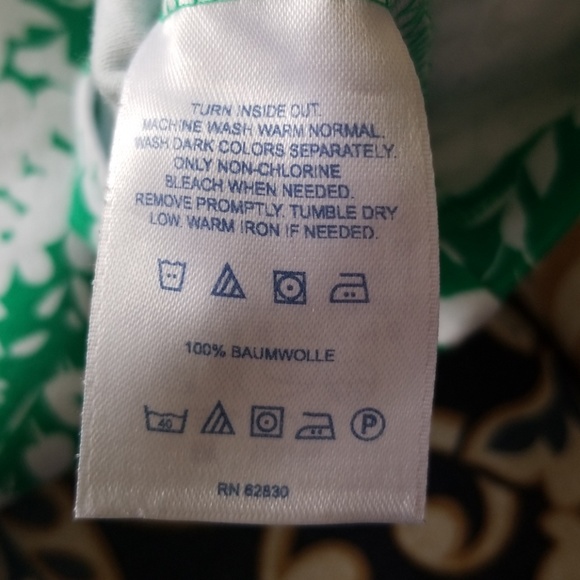 TURN INSIDE OUT.
MACHINE WASH WARM NORMAL.
WASH DARK COLORS SEPARATELY.
ONLY NON-CHLORINE
BLEACH WHEN NEEDED.
REMOVE PROMPTLY. TUMBLE DRY
LOW. WARM IRON IF NEEDED.
100% BAUMWOLLE
40 P
RN 62830